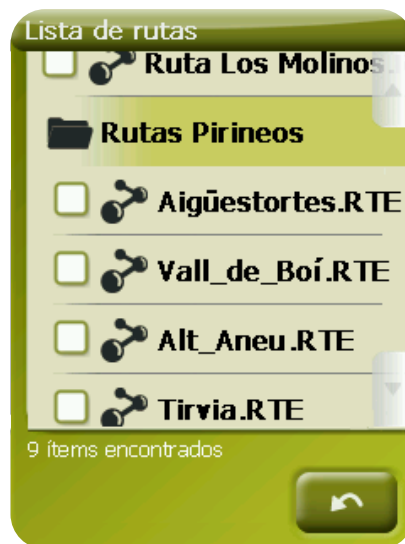 Lista de rutas
Ruta Los Molinos.
Rutas Pirineos
Aigüestortes.RTE
Vall_de_Boí.RTE
Alt_Aneu.RTE
Tirvia.RTE
9 ítems encontrados